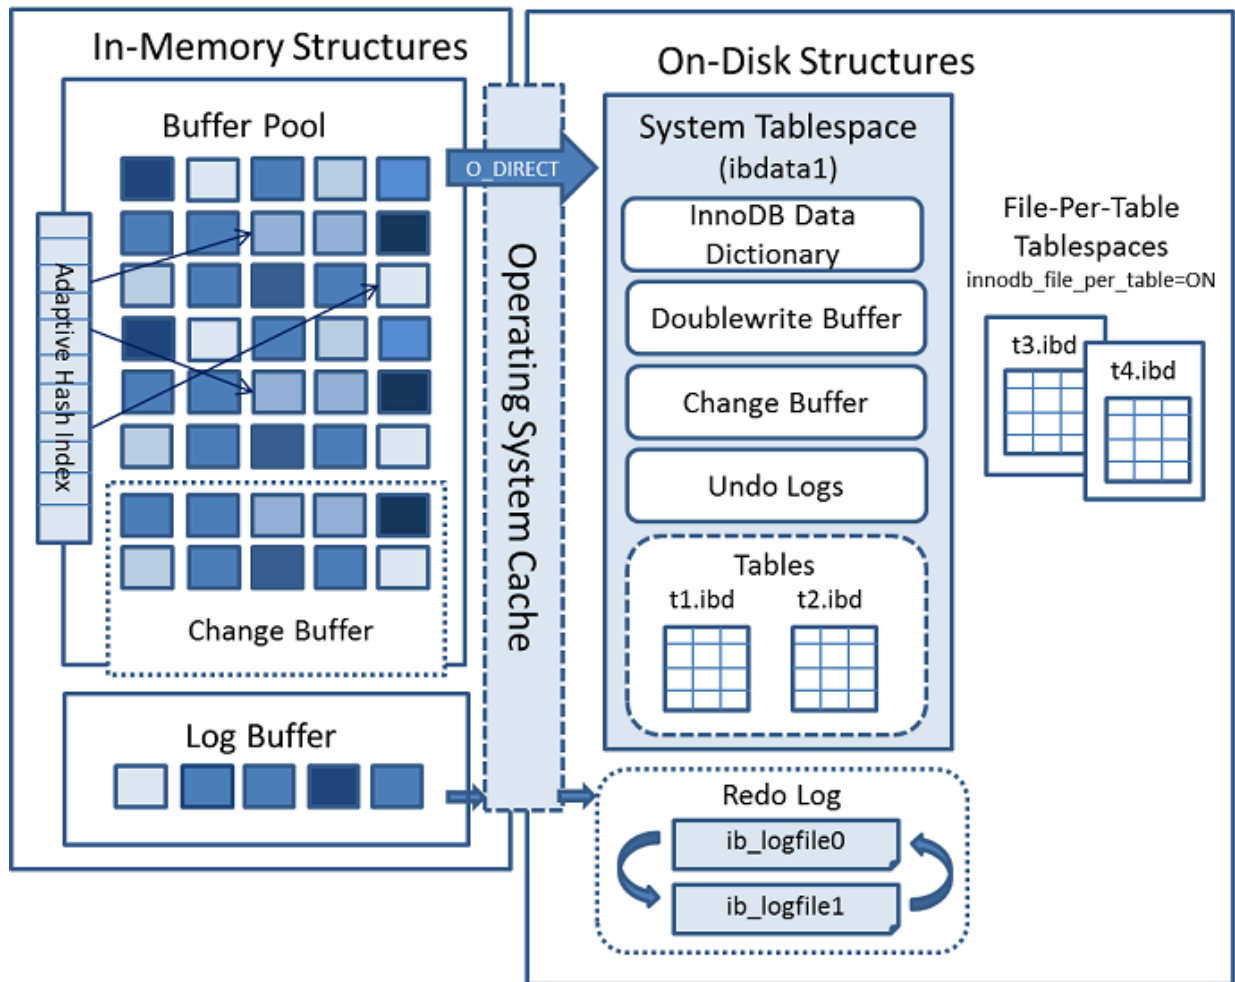 In-Memory Structures
Buffer Pool
Adaptive Hash Index
Change Buffer
Log Buffer
O_DIRECT
Operating System Cache
On-Disk Structures
System Tablespace
(ibdata1)
InnoDB Data
Dictionary
Doublewrite Buffer
Change Buffer
Undo Logs
Tables
t1.ibd
t2.ibd
File-Per-Table
Tablespaces
innodb_file_per_table=ON
t3.ibd
t4.ibd
Redo Log
ib_logfile0
ib_logfile1